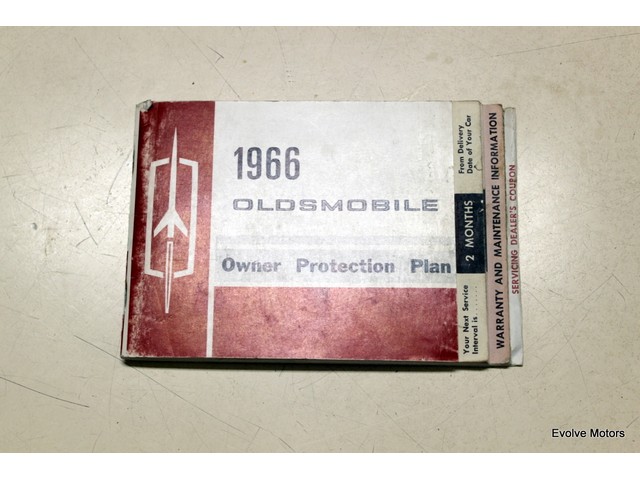 1966
OLDSMOBILE
Owner Protection Plan
Your Next Service
Interval is ......
2 MONTHS
From Delivery
Date of Your Car
WARRANTY AND MAINTENANCE INFORMATION
SERVICING DEALER'S COUPON
Evolve Motors